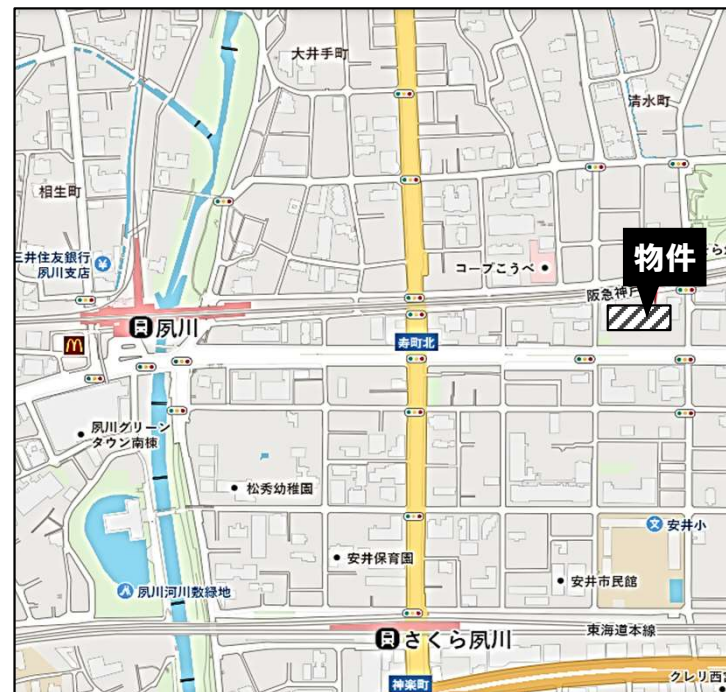 大井手町
清水町
相生町
三井住友銀行
夙川支店
コープこうべ
物件
阪急神戸
夙川
寿町北
夙川グリーン
タウン南棟
松秀幼稚園
安井小
安井保育園
安井市民館
夙川河川敷緑地
さくら夙川
東海道本線
神楽町
クレリ西